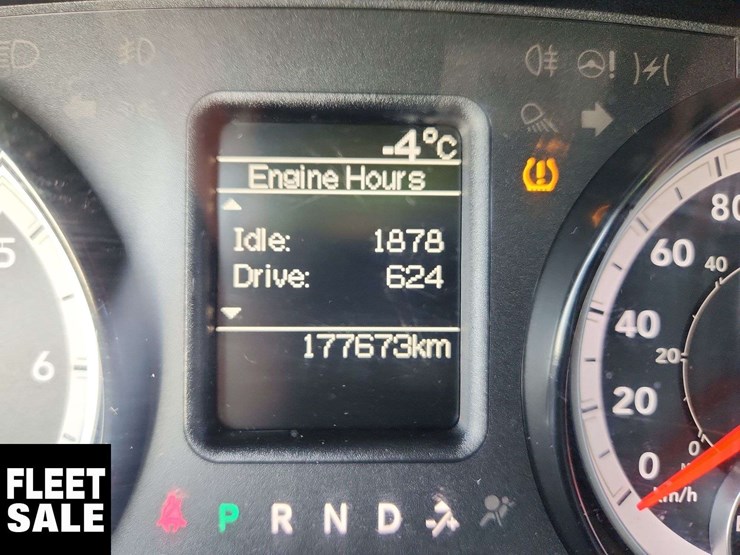 -4°C
Engine Hours
Idle: 1878
Drive: 624
177673km
5
6
80
60
40
40
20
20
0
0
km/h
P R N D
FLEET
SALE